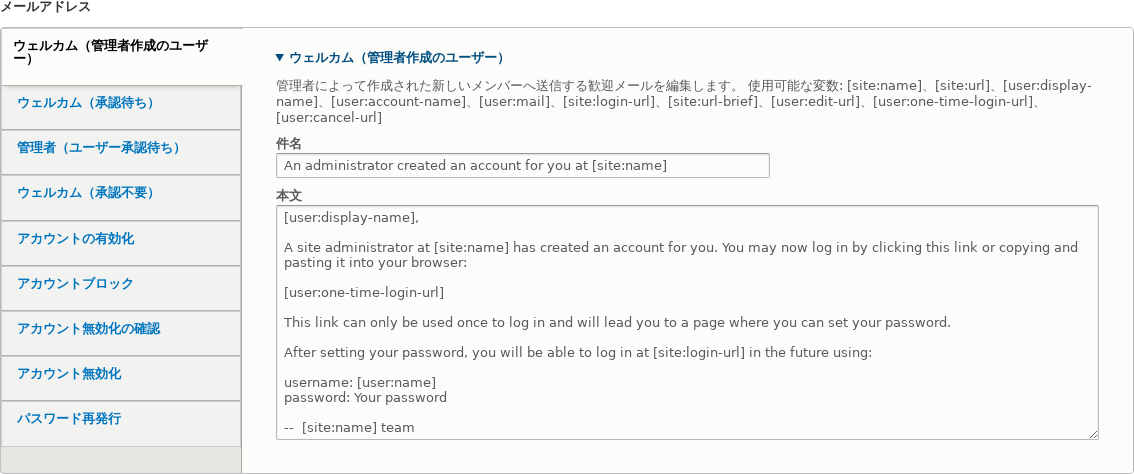 メールアドレス
ウェルカム（管理者作成のユーザ
ー）
ウェルカム（承認待ち）
管理者（ユーザー承認待ち）
ウェルカム（承認不要）
アカウントの有効化
アカウントブロック
アカウント無効化の確認
アカウント無効化
パスワード再発行
▼ ウェルカム（管理者作成のユーザー）
管理者によって作成された新しいメンバーへ送信する歓迎メールを編集します。 使用可能な変数: [site:name]、[site:url]、[user:display-
name]、[user:account-name]、[user:mail]、[site:login-url]、[site:url-brief]、[user:edit-url]、[user:one-time-login-url]、
[user:cancel-url]
件名
An administrator created an account for you at [site:name]
本文
[user:display-name],
A site administrator at [site:name] has created an account for you. You may now log in by clicking this link or copying and
pasting it into your browser:
[user:one-time-login-url]
This link can only be used once to log in and will lead you to a page where you can set your password.
After setting your password, you will be able to log in at [site:login-url] in the future using:
username: [user:name]
password: Your password
--  [site:name] team